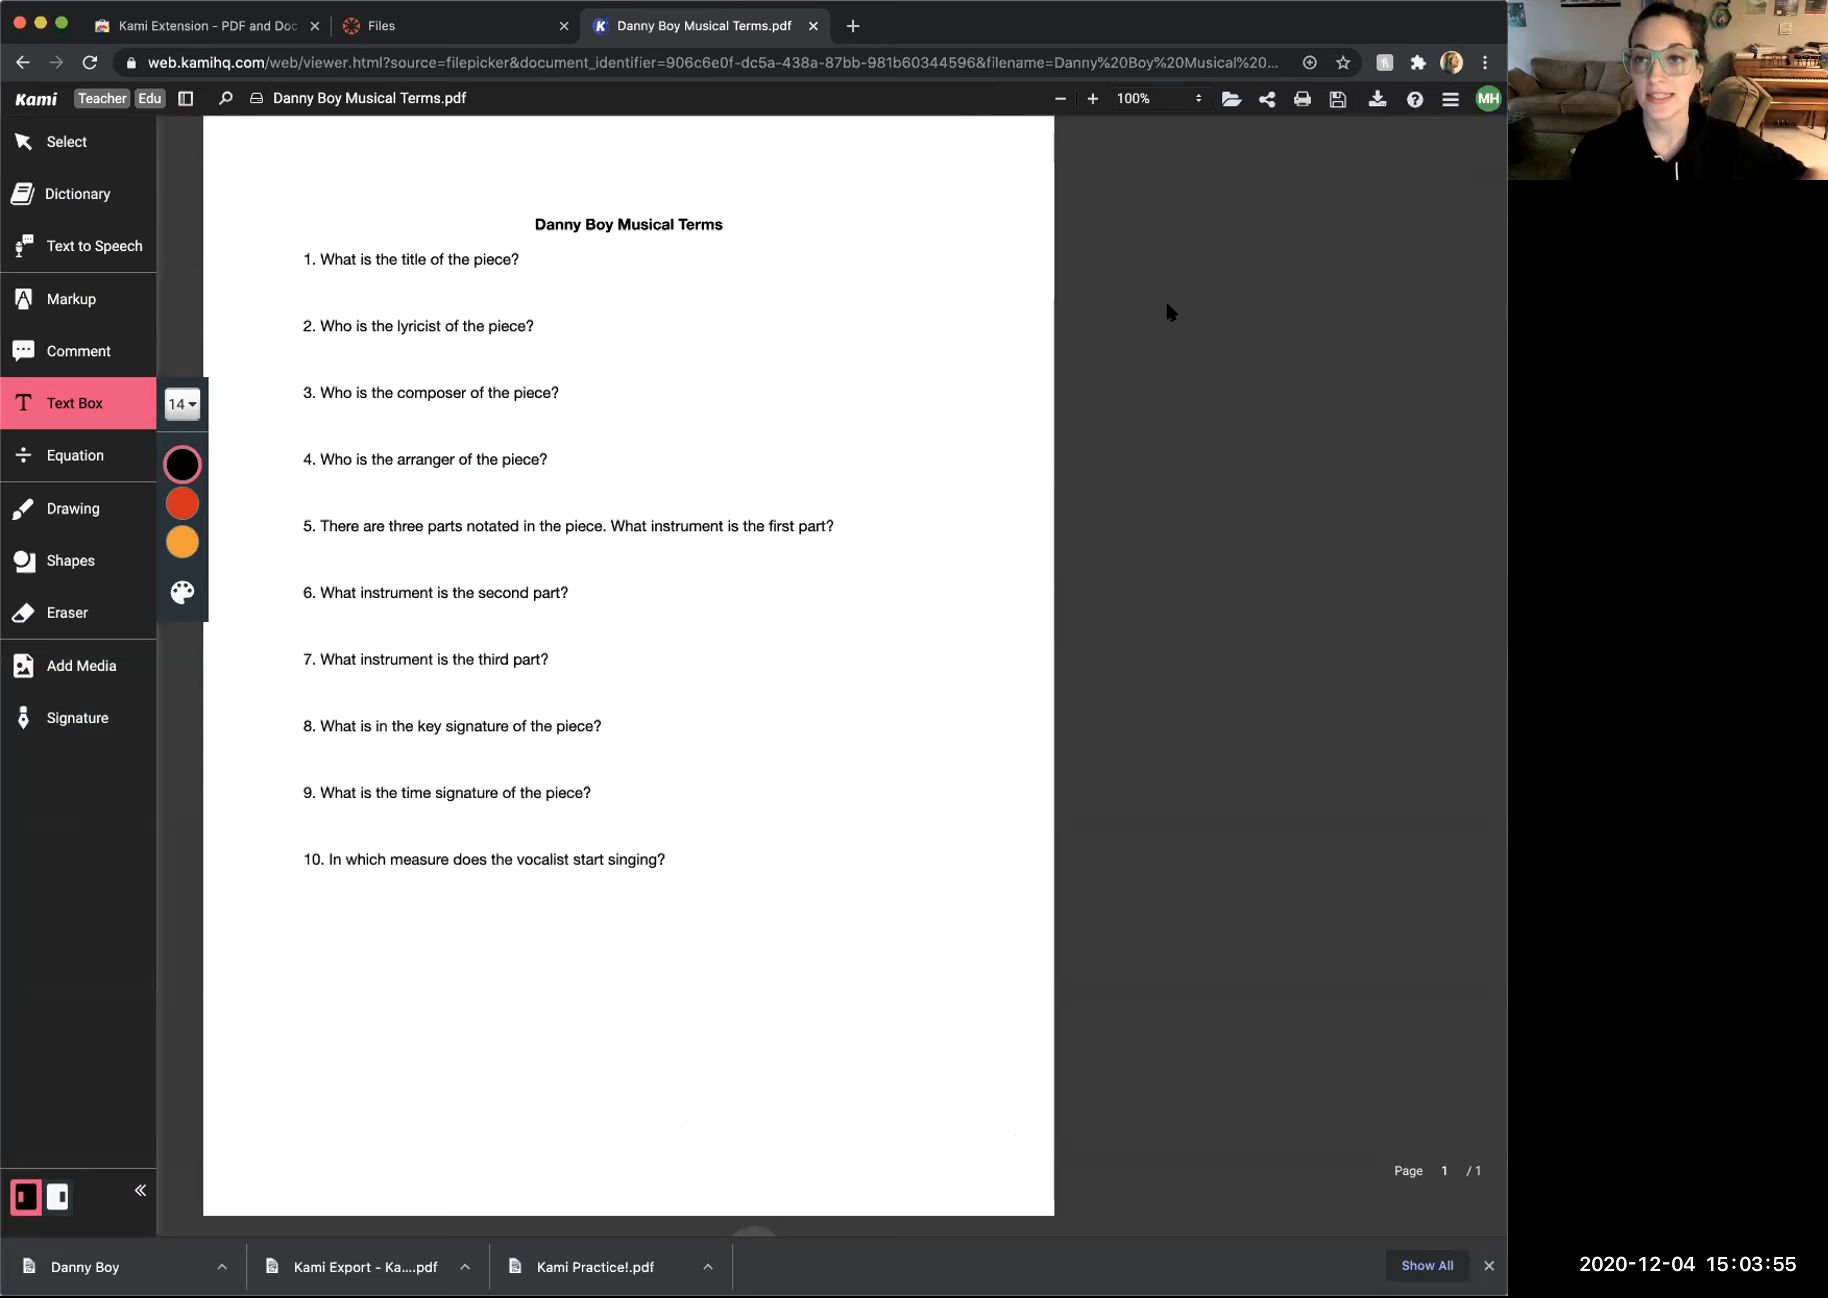 Kami Extension - PDF and Doc
Files
Danny Boy Musical Terms.pdf
web.kamihq.com/web/viewer.html?source=filepicker&document_identifier=906c6e0f-dc5a-438a-87bb-981b60344596&filename=Danny%20Boy%20Musical%20...
Kami Teacher Edu Danny Boy Musical Terms.pdf 100% MH
Select
Dictionary
Text to Speech
Markup
Comment
Text Box 14
Equation
Drawing
Shapes
Eraser
Add Media
Signature
Danny Boy Musical Terms
1. What is the title of the piece?
2. Who is the lyricist of the piece?
3. Who is the composer of the piece?
4. Who is the arranger of the piece?
5. There are three parts notated in the piece. What instrument is the first part?
6. What instrument is the second part?
7. What instrument is the third part?
8. What is in the key signature of the piece?
9. What is the time signature of the piece?
10. In which measure does the vocalist start singing?
Page 1 / 1
Danny Boy
Kami Export - Ka....pdf
Kami Practice!.pdf
Show All
2020-12-04 15:03:55